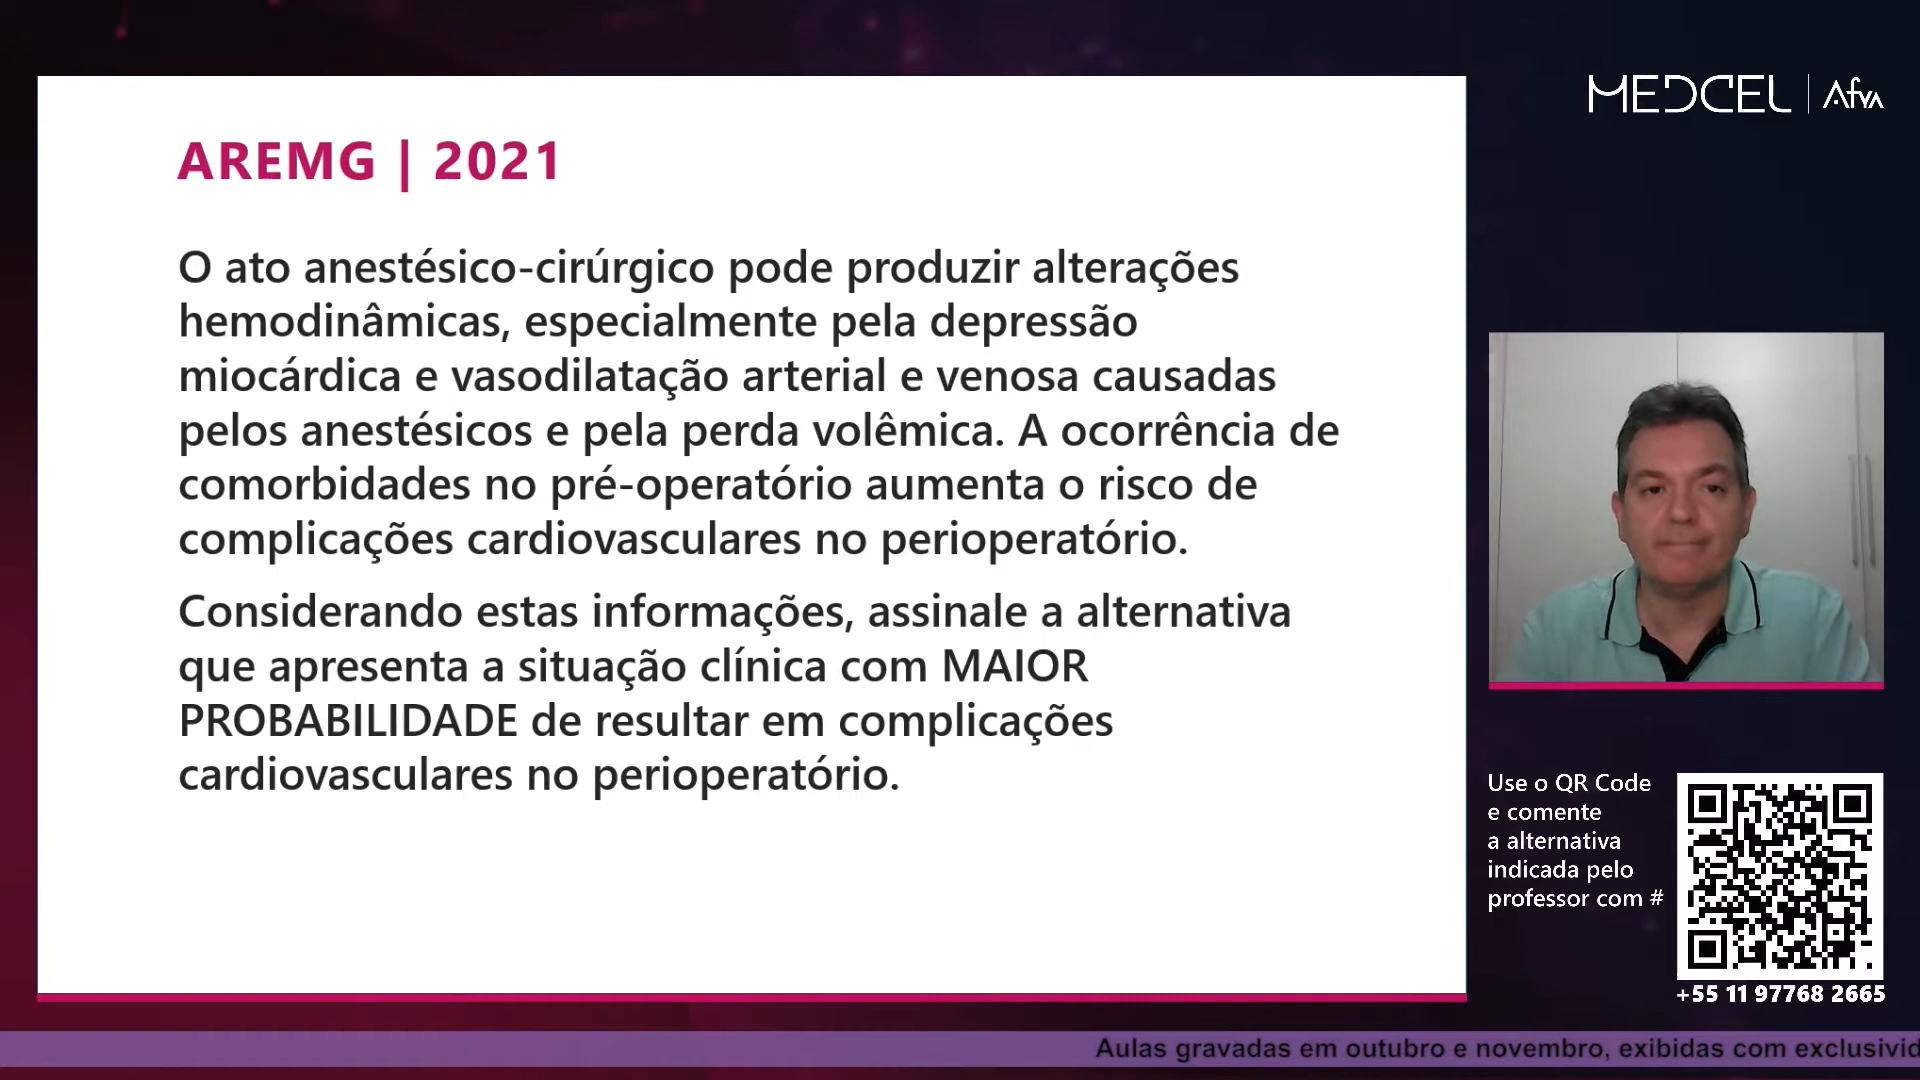 MEDCEL | Afya
AREMG | 2021
O ato anestésico-cirúrgico pode produzir alterações
hemodinâmicas, especialmente pela depressão
miocárdica e vasodilatação arterial e venosa causadas
pelos anestésicos e pela perda volêmica. A ocorrência de
comorbidades no pré-operatório aumenta o risco de
complicações cardiovasculares no perioperatório.
Considerando estas informações, assinale a alternativa
que apresenta a situação clínica com MAIOR
PROBABILIDADE de resultar em complicações
cardiovasculares no perioperatório.
Use o QR Code
e comente
a alternativa
indicada pelo
professor com #
+55 11 97768 2665
Aulas gravadas em outubro e novembro, exibidas com exclusivid